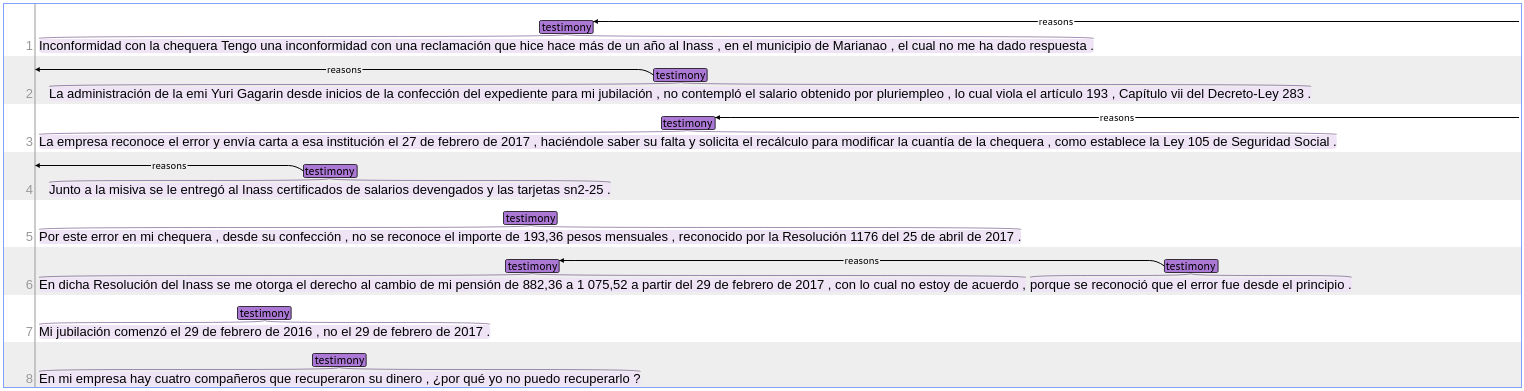 testimony reasons
1 Inconformidad con la chequera Tengo una inconformidad con una reclamación que hice hace más de un año al Inass , en el municipio de Marianao , el cual no me ha dado respuesta .
reasons testimony
2 La administración de la emi Yuri Gagarin desde inicios de la confección del expediente para mi jubilación , no contempló el salario obtenido por pluriempleo , lo cual viola el artículo 193 , Capítulo vii del Decreto-Ley 283 .
testimony reasons
3 La empresa reconoce el error y envía carta a esa institución el 27 de febrero de 2017 , haciéndole saber su falta y solicita el recálculo para modificar la cuantía de la chequera , como establece la Ley 105 de Seguridad Social .
reasons testimony
4 Junto a la misiva se le entregó al Inass certificados de salarios devengados y las tarjetas sn2-25 .
testimony
5 Por este error en mi chequera , desde su confección , no se reconoce el importe de 193,36 pesos mensuales , reconocido por la Resolución 1176 del 25 de abril de 2017 .
testimony reasons testimony
6 En dicha Resolución del Inass se me otorga el derecho al cambio de mi pensión de 882,36 a 1 075,52 a partir del 29 de febrero de 2017 , con lo cual no estoy de acuerdo , porque se reconoció que el error fue desde el principio .
testimony
7 Mi jubilación comenzó el 29 de febrero de 2016 , no el 29 de febrero de 2017 .
testimony
8 En mi empresa hay cuatro compañeros que recuperaron su dinero , ¿por qué yo no puedo recuperarlo ?